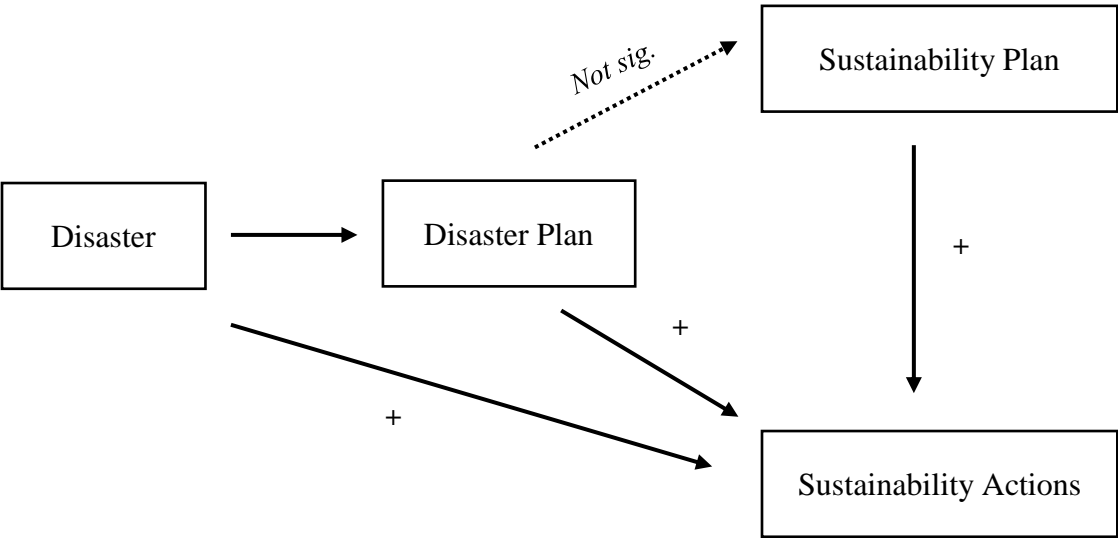 Not sig.
Sustainability Plan
Disaster
Disaster Plan
+
+
+
Sustainability Actions